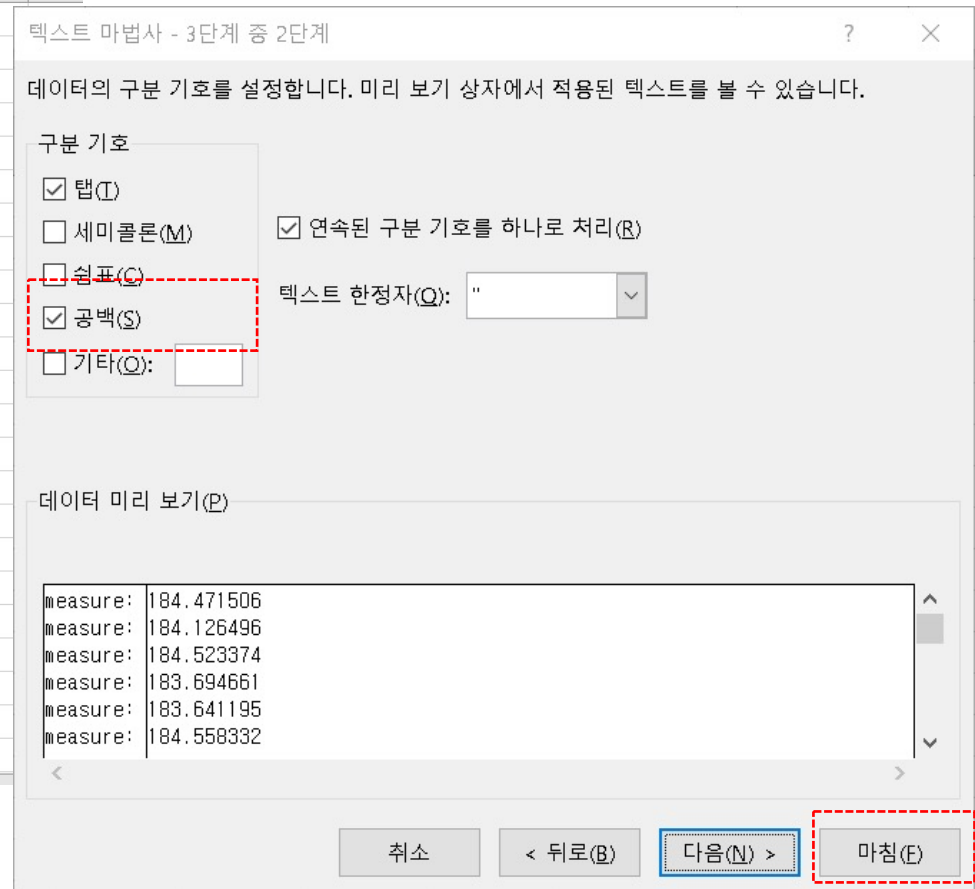 텍스트 마법사 - 3단계 중 2단계 ?
데이터의 구분 기호를 설정합니다. 미리 보기 상자에서 적용된 텍스트를 볼 수 있습니다.
구분 기호
탭(T)
세미콜론(M)
쉼표(C)
공백(S)
기타(O):
연속된 구분 기호를 하나로 처리(R)
텍스트 한정자(Q): "
데이터 미리 보기(P)
measure: 184.471506
measure: 184.126496
measure: 184.523374
measure: 183.694661
measure: 183.641195
measure: 184.558332
취소 < 뒤로(B) 다음(N) > 마침(F)